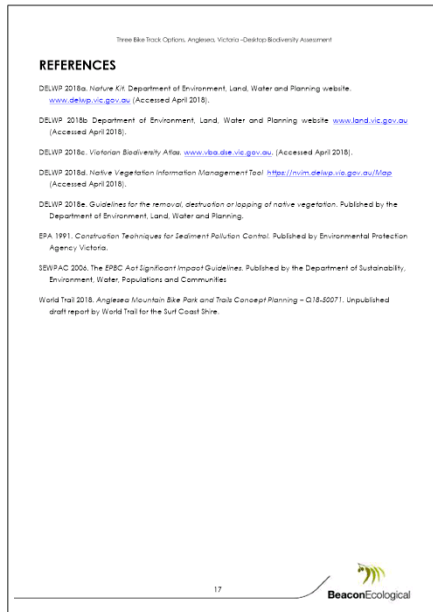 Three Bike Track Options, Anglesea, Victoria –Desktop Biodiversity Assessment
REFERENCES
DELWP 2018a. Nature Kit. Department of Environment, Land, Water and Planning website.
www.delwp.vic.gov.au (Accessed April 2018).
DELWP 2018b Department of Environment, Land, Water and Planning website www.land.vic.gov.au
(Accessed April 2018).
DELWP 2018c. Victorian Biodiversity Atlas. www.vba.dse.vic.gov.au. (Accessed April 2018).
DELWP 2018d. Native Vegetation Information Management Tool https://nvim.delwp.vic.gov.au/Map
(Accessed April 2018).
DELWP 2018e. Guidelines for the removal, destruction or lopping of native vegetation. Published by the
Department of Environment, Land, Water and Planning.
EPA 1991. Construction Techniques for Sediment Pollution Control. Published by Environmental Protection
Agency Victoria.
SEWPAC 2006. The EPBC Act Significant Impact Guidelines. Published by the Department of Sustainability,
Environment, Water, Populations and Communities
World Trail 2018. Anglesea Mountain Bike Park and Trails Concept Planning – Q18-50071. Unpublished
draft report by World Trail for the Surf Coast Shire.
17
BeaconEcological